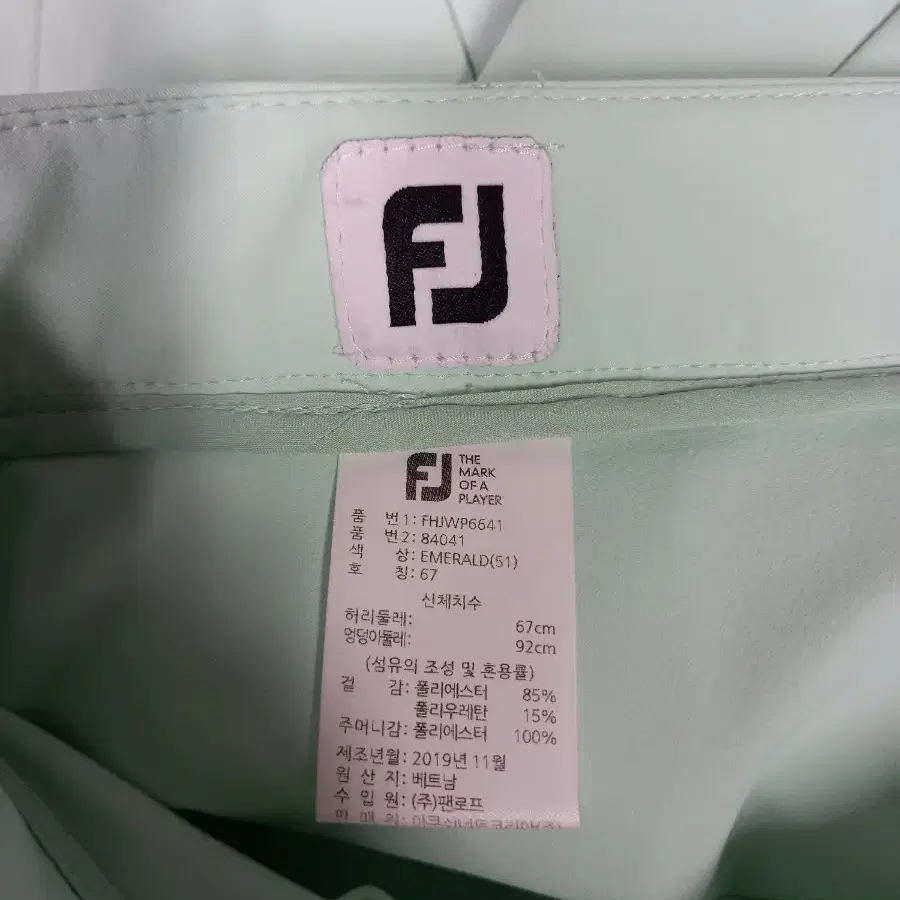 FJ
FJ THE
MARK
OF A
PLAYER
품 번1: FHJWP6641
품 번2: 84041
색 상: EMERALD(51)
호 칭: 67
신체치수
허리둘레: 67cm
엉덩이둘레: 92cm
(섬유의 조성 및 혼용률)
겉 감: 폴리에스터 85%
폴리우레탄 15%
주머니감: 폴리에스터 100%
제조년월: 2019년 11월
원 산 지: 베트남
수 입 원: (주)팬로프
판 매 원: